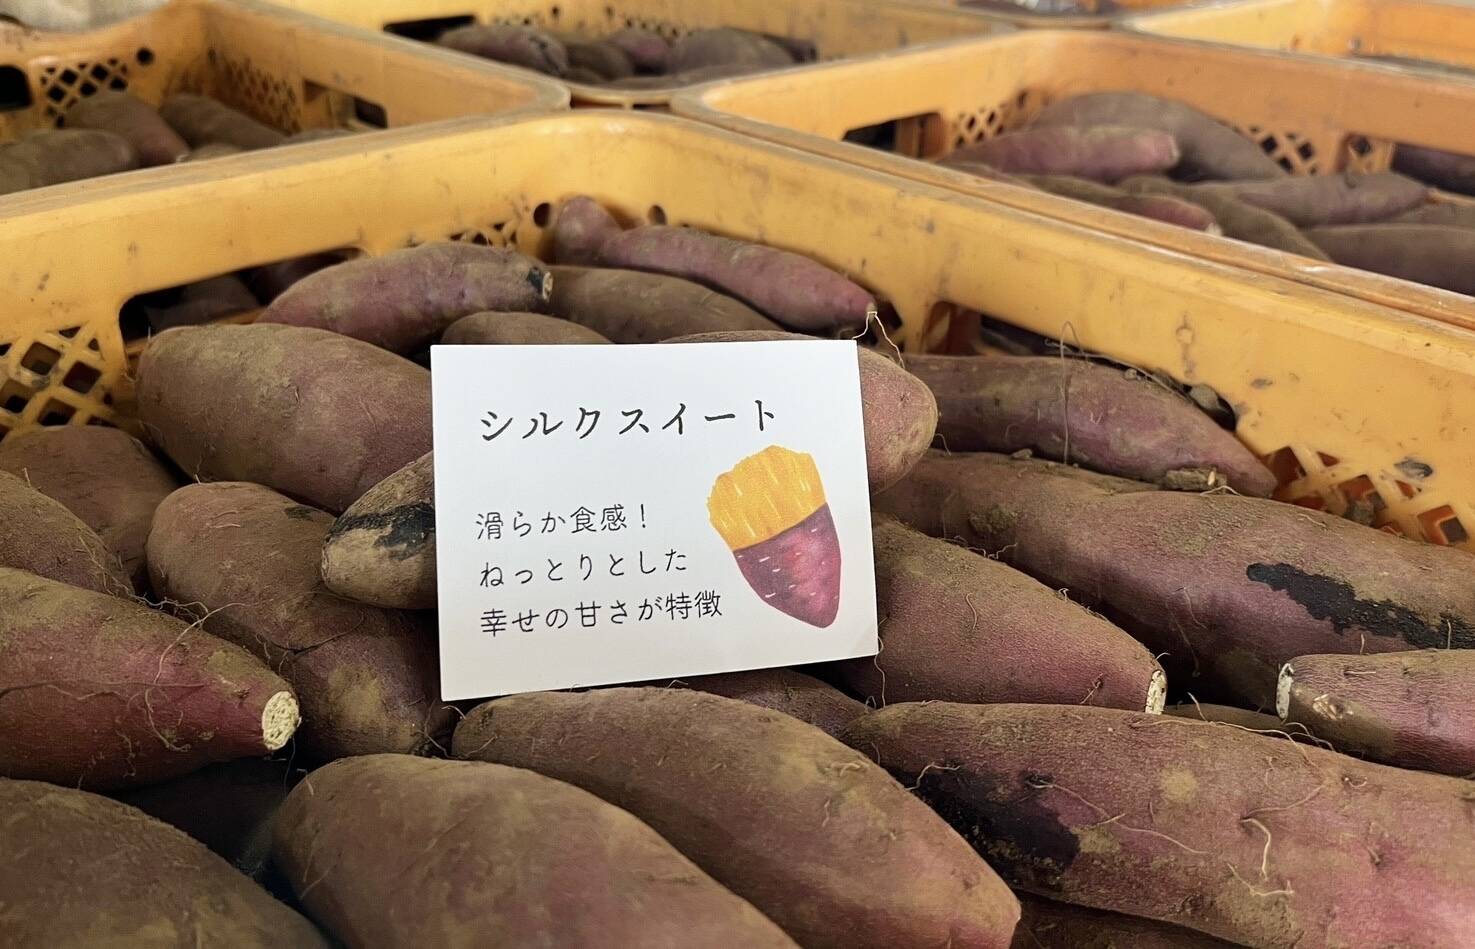 シルクスイート
滑らか食感！
ねっとりとした
幸せの甘さが特徴